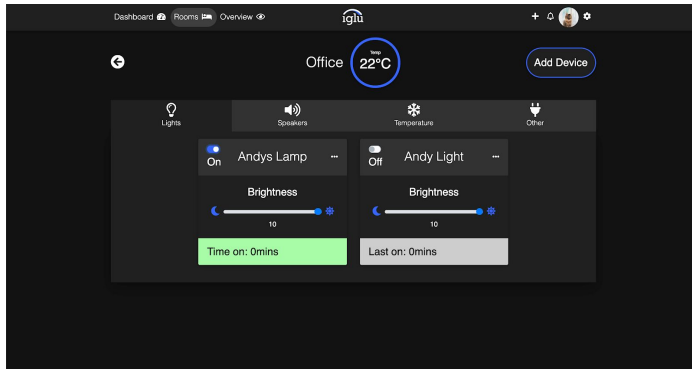 Dashboard Rooms Overview
iglü
Office
Temp
22°C
Add Device
Lights
Speakers
Temperature
Other
On Andys Lamp
Brightness
10
Time on: 0mins
Off Andy Light
Brightness
10
Last on: 0mins